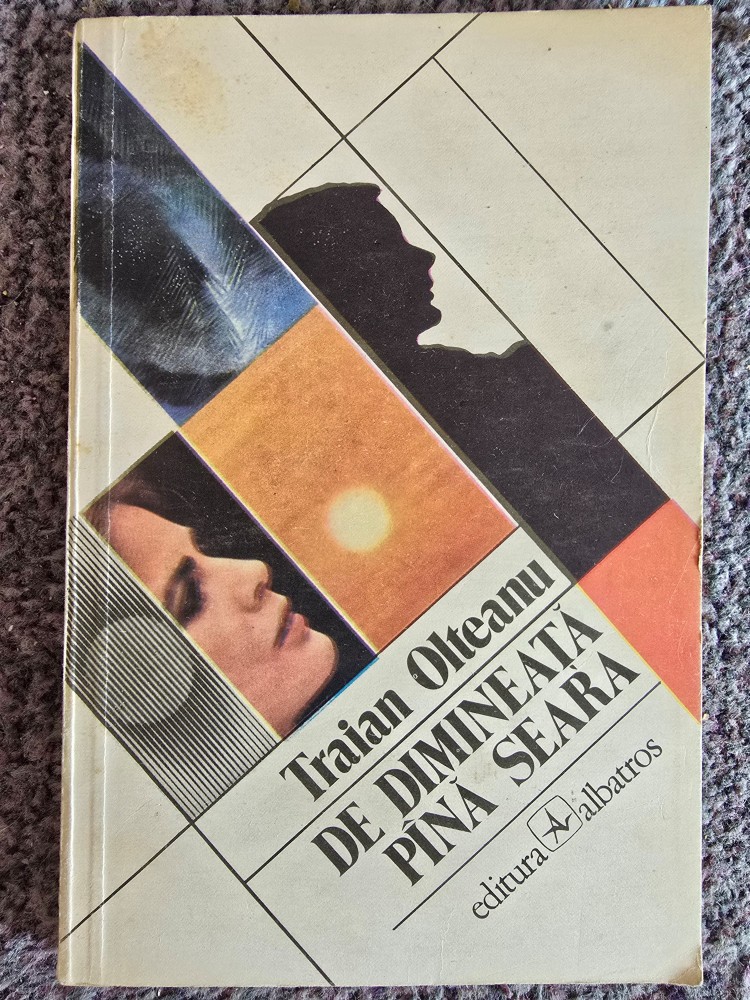 Traian Olteanu
DE DIMINEAȚĂ
PÎNĂ SEARA
editura albatros